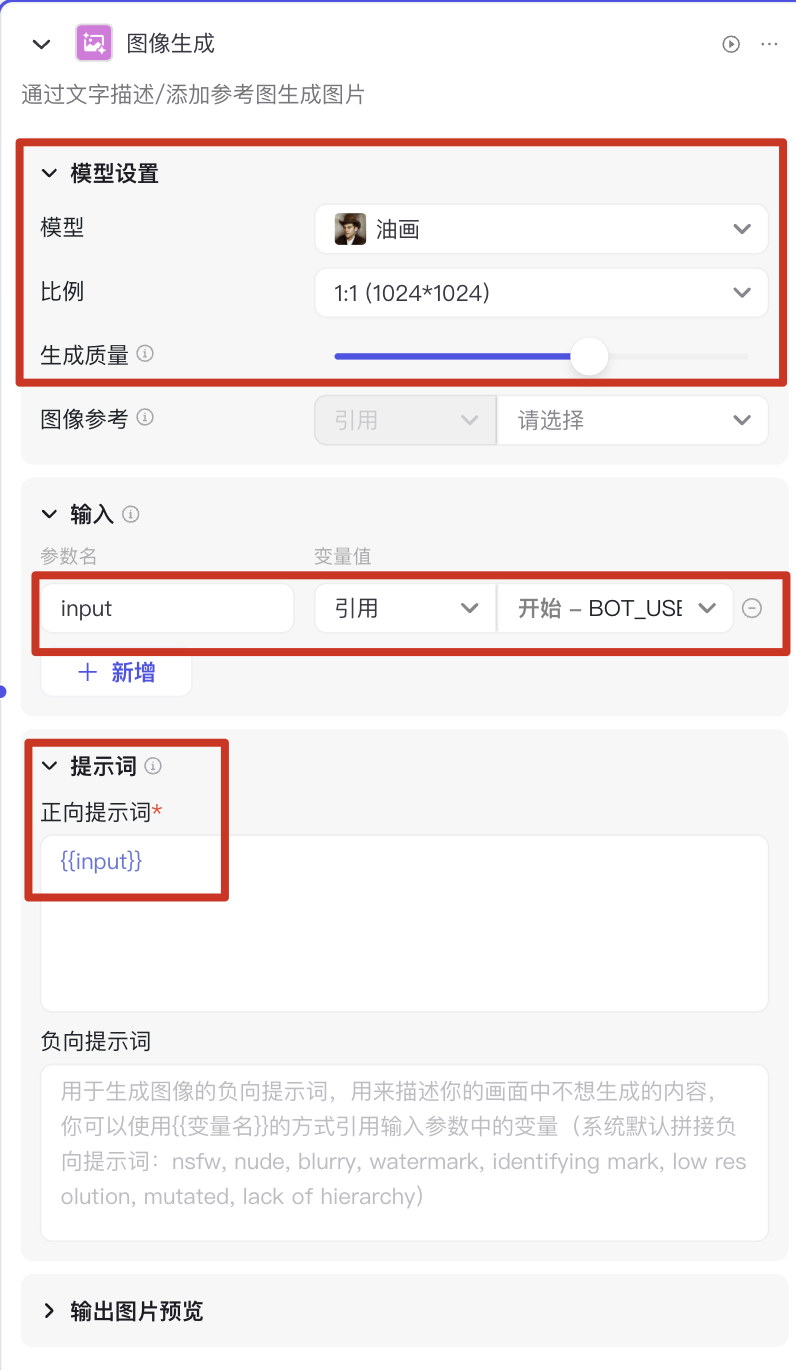 图像生成
通过文字描述/添加参考图生成图片
模型设置
模型
油画
比例
1:1 (1024*1024)
生成质量
图像参考
引用
请选择
输入
参数名
变量值
input
引用
开始 – BOT_USE
+ 新增
提示词
正向提示词*
{{input}}
负向提示词
用于生成图像的负向提示词，用来描述你的画面中不想生成的内容，
你可以使用{{变量名}}的方式引用输入参数中的变量（系统默认拼接负
向提示词：nsfw, nude, blurry, watermark, identifying mark, low res
olution, mutated, lack of hierarchy）
输出图片预览